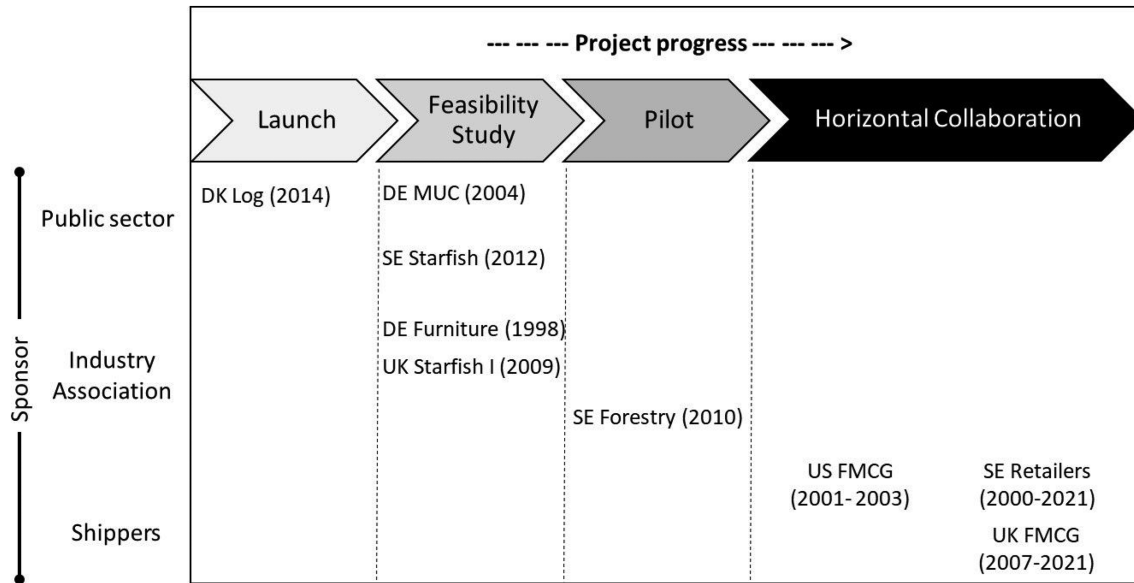 --- --- --- Project progress --- --- --- >
Launch
Feasibility
Study
Pilot
Horizontal Collaboration
Sponsor
Public sector
DK Log (2014)
DE MUC (2004)
SE Starfish (2012)
Industry
Association
DE Furniture (1998)
UK Starfish I (2009)
SE Forestry (2010)
Shippers
US FMCG
(2001- 2003)
SE Retailers
(2000-2021)
UK FMCG
(2007-2021)